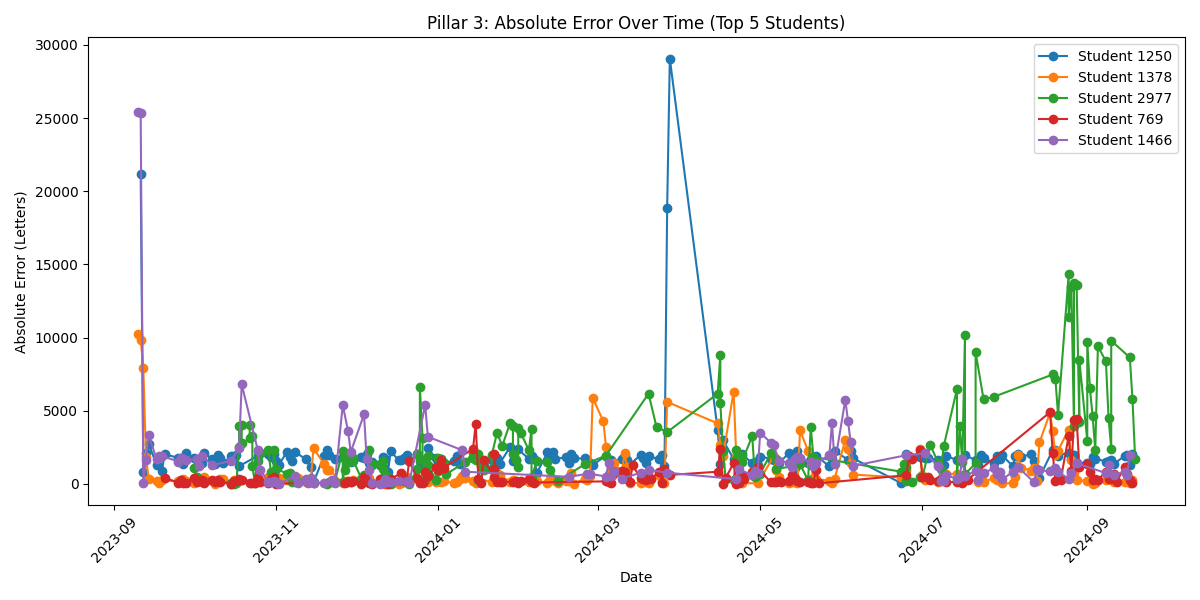 Pillar 3: Absolute Error Over Time (Top 5 Students)
30000
25000
20000
15000
10000
5000
0
Absolute Error (Letters)
Student 1250
Student 1378
Student 2977
Student 769
Student 1466
2023-09
2023-11
2024-01
2024-03
2024-05
2024-07
2024-09
Date